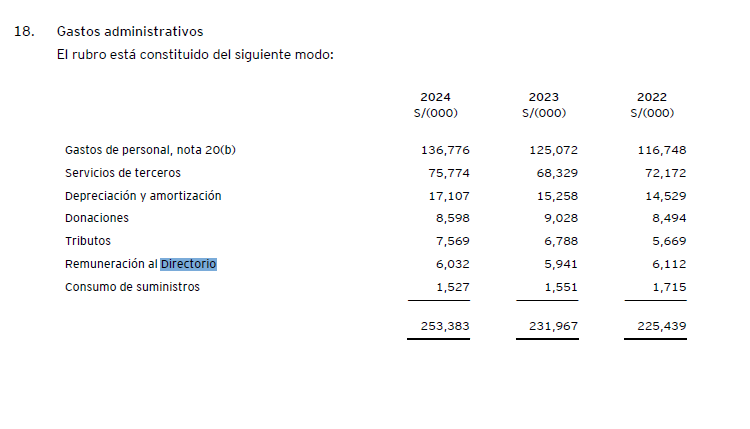 18. Gastos administrativos
El rubro está constituido del siguiente modo:
2024 2023 2022
S/(000) S/(000) S/(000)
Gastos de personal, nota 20(b) 136,776 125,072 116,748
Servicios de terceros 75,774 68,329 72,172
Depreciación y amortización 17,107 15,258 14,529
Donaciones 8,598 9,028 8,494
Tributos 7,569 6,788 5,669
Remuneración al Directorio 6,032 5,941 6,112
Consumo de suministros 1,527 1,551 1,715
253,383 231,967 225,439